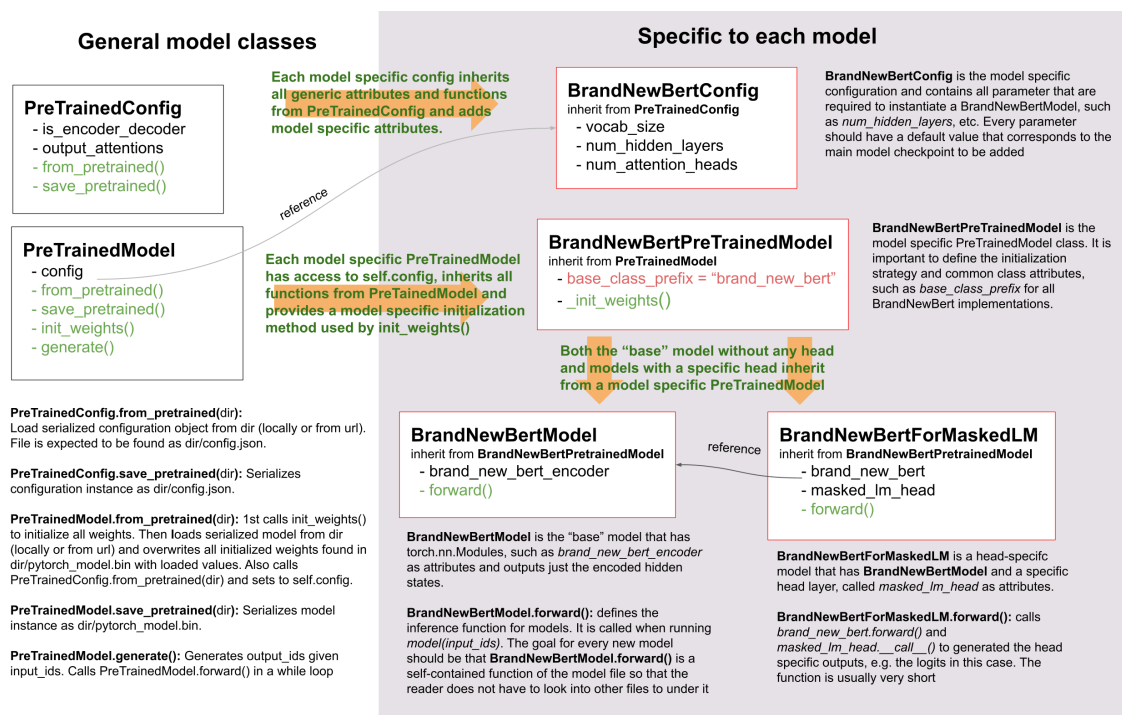 General model classes
Specific to each model
PreTrainedConfig
- is_encoder_decoder
- output_attentions
- from_pretrained()
- save_pretrained()
Each model specific config inherits
all generic attributes and functions
from PreTrainedConfig and adds
model specific attributes.
BrandNewBertConfig
inherit from PreTrainedConfig
- vocab_size
- num_hidden_layers
- num_attention_heads
BrandNewBertConfig is the model specific
configuration and contains all parameter that are
required to instantiate a BrandNewBertModel, such
as num_hidden_layers, etc. Every parameter
should have a default value that corresponds to the
main model checkpoint to be added
reference
PreTrainedModel
- config
- from_pretrained()
- save_pretrained()
- init_weights()
- generate()
Each model specific PreTrainedModel
has access to self.config, inherits all
functions from PreTainedModel and
provides a model specific initialization
method used by init_weights()
BrandNewBertPreTrainedModel
inherit from PreTrainedModel
- base_class_prefix = “brand_new_bert”
- _init_weights()
BrandNewBertPreTrainedModel is the
model specific PreTrainedModel class. It is
important to define the initialization
strategy and common class attributes,
such as base_class_prefix for all
BrandNewBert implementations.
Both the “base” model without any head
and models with a specific head inherit
from a model specific PreTrainedModel
PreTrainedConfig.from_pretrained(dir):
Load serialized configuration object from dir (locally or from url).
File is expected to be found as dir/config.json.
PreTrainedConfig.save_pretrained(dir): Serializes
configuration instance as dir/config.json.
PreTrainedModel.from_pretrained(dir): 1st calls init_weights()
to initialize all weights. Then loads serialized model from dir
(locally or from url) and overwrites all initialized weights found in
dir/pytorch_model.bin with loaded values. Also calls
PreTrainedConfig.from_pretrained(dir) and sets to self.config.
PreTrainedModel.save_pretrained(dir): Serializes model
instance as dir/pytorch_model.bin.
PreTrainedModel.generate(): Generates output_ids given
input_ids. Calls PreTrainedModel.forward() in a while loop
BrandNewBertModel
inherit from BrandNewBertPretrainedModel
- brand_new_bert_encoder
- forward()
reference
BrandNewBertForMaskedLM
inherit from BrandNewBertPretrainedModel
- brand_new_bert
- masked_lm_head
- forward()
BrandNewBertModel is the “base” model that has
torch.nn.Modules, such as brand_new_bert_encoder
as attributes and outputs just the encoded hidden
states.
BrandNewBertModel.forward(): defines the
inference function for models. It is called when running
model(input_ids). The goal for every new model
should be that BrandNewBertModel.forward() is a
self-contained function of the model file so that the
reader does not have to look into other files to under it
BrandNewBertForMaskedLM is a head-specifc
model that has BrandNewBertModel and a specific
head layer, called masked_lm_head as attributes.
BrandNewBertForMaskedLM.forward(): calls
brand_new_bert.forward() and
masked_lm_head.__call__() to generated the head
specific outputs, e.g. the logits in this case. The
function is usually very short